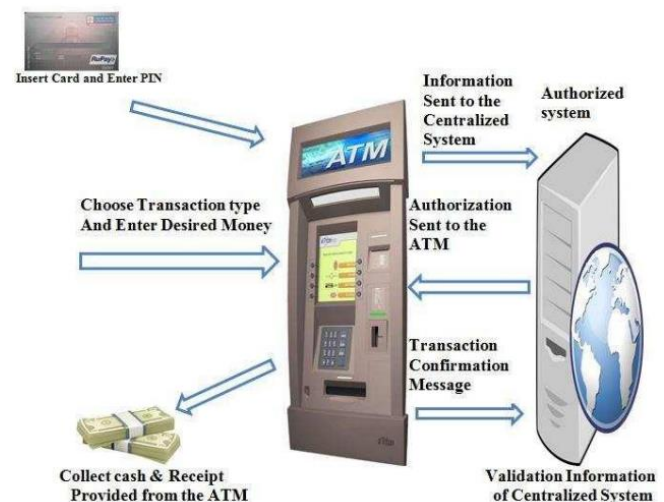 Insert Card and Enter PIN
RuPay
Information
Sent to the
Centralized
System
Authorized
system
ATM
Choose Transaction type
And Enter Desired Money
Authorization
Sent to the
ATM
Transaction
Confirmation
Message
Collect cash & Receipt
Provided from the ATM
Validation Information
of Centralized System